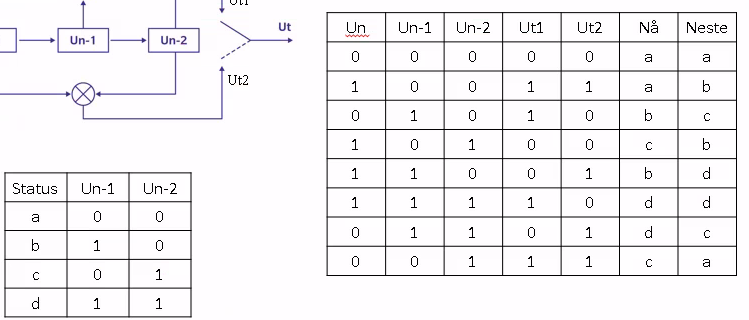 Ut1
Ut
Un-1
Un-2
Ut2
Un Un-1 Un-2 Ut1 Ut2 Nå Neste
0 0 0 0 0 a a
1 0 0 1 1 a b
0 1 0 1 0 b c
1 0 1 0 0 c b
1 1 0 0 1 b d
1 1 1 1 0 d d
0 1 1 0 1 d c
0 0 1 1 1 c a
Status Un-1 Un-2
a 0 0
b 1 0
c 0 1
d 1 1